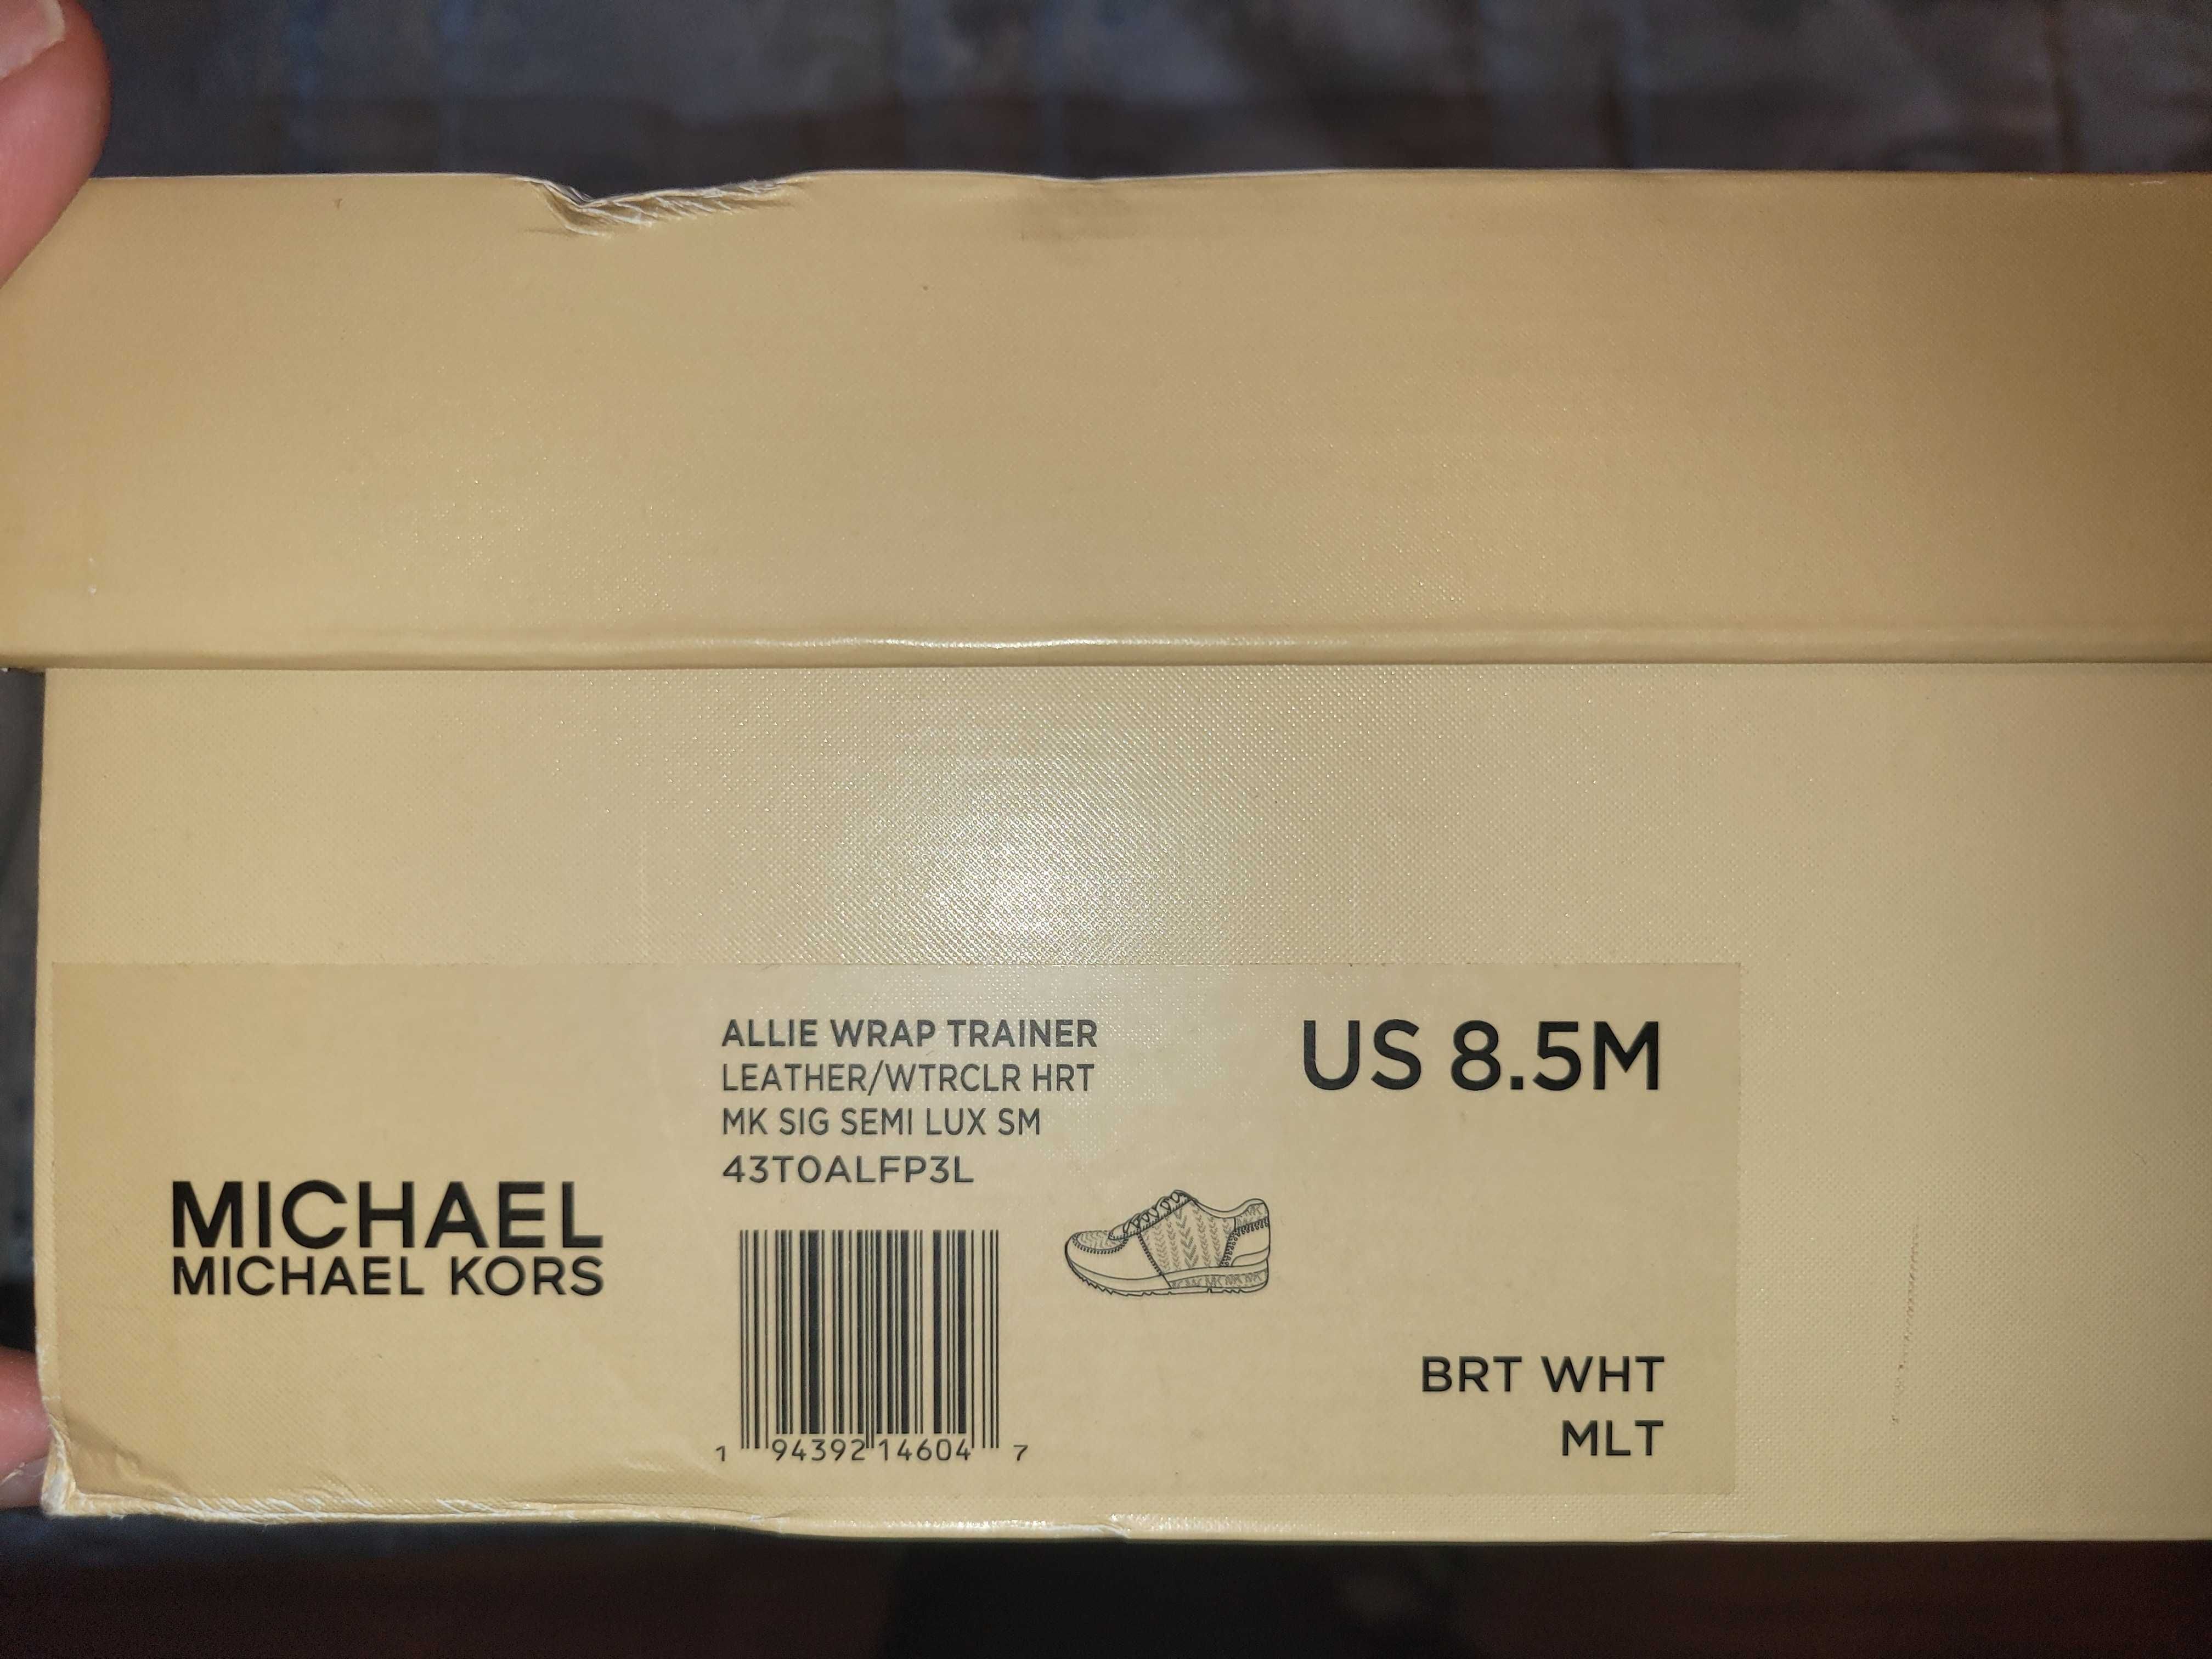 MICHAEL
MICHAEL KORS
ALLIE WRAP TRAINER
LEATHER/WTRCLR HRT
MK SIG SEMI LUX SM
43T0ALFP3L
1 94392 14604 7
US 8.5M
BRT WHT
MLT